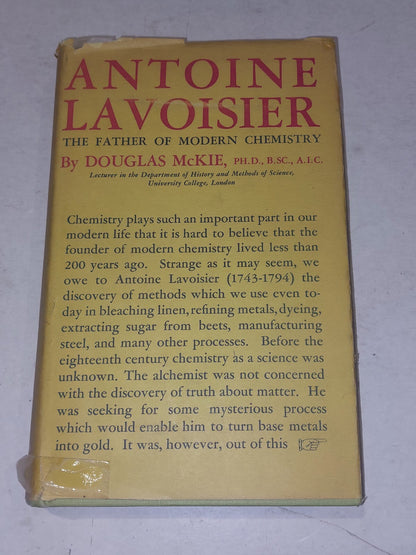 ANTOINE
LAVOISIER
THE FATHER OF MODERN CHEMISTRY
By DOUGLAS McKIE, PH.D., B.SC., A.I.C.
Lecturer in the Department of History and Methods of Science,
University College, London
Chemistry plays such an important part in our
modern life that it is hard to believe that the
founder of modern chemistry lived less than
200 years ago. Strange as it may seem, we
owe to Antoine Lavoisier (1743-1794) the
discovery of methods which we use even to-
day in bleaching linen, refining metals, dyeing,
extracting sugar from beets, manufacturing
steel, and many other processes. Before the
eighteenth century chemistry as a science was
unknown. The alchemist was not concerned
with the discovery of truth about matter. He
was seeking for some mysterious process
which would enable him to turn base metals
into gold. It was, however, out of this